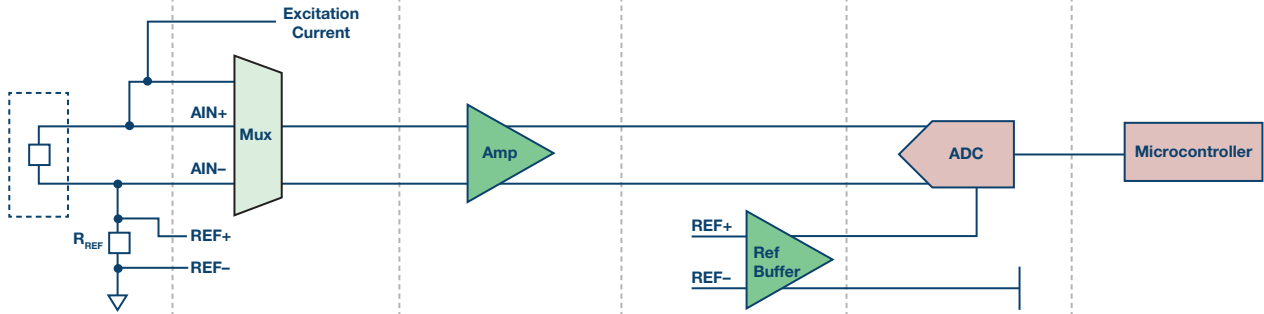 Excitation
Current
AIN+
Mux
AIN–
Amp
ADC
Microcontroller
RREF
REF+
REF–
REF+
REF–
Ref
Buffer